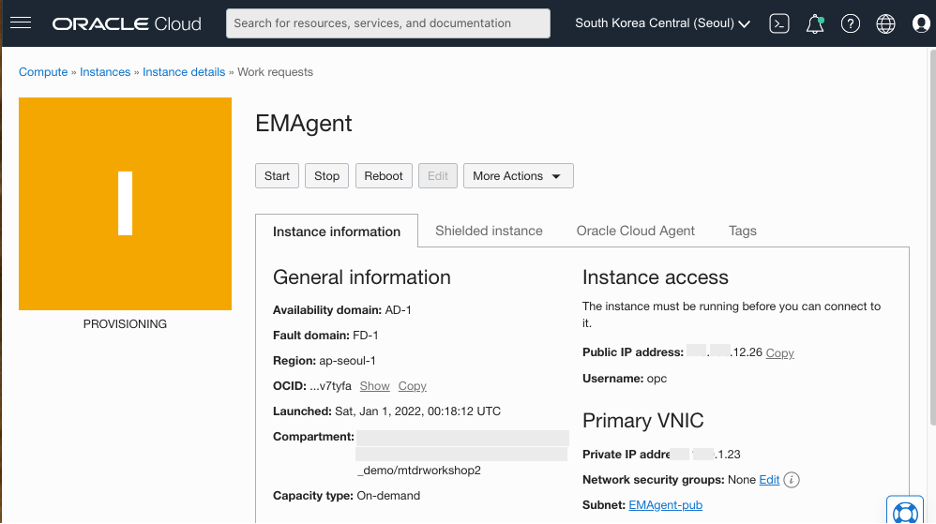 ORACLE Cloud
Search for resources, services, and documentation
South Korea Central (Seoul)
Compute » Instances » Instance details » Work requests
I
PROVISIONING
EMAgent
Start Stop Reboot Edit More Actions
Instance information Shielded instance Oracle Cloud Agent Tags
General information
Availability domain: AD-1
Fault domain: FD-1
Region: ap-seoul-1
OCID: ...v7tyfa Show Copy
Launched: Sat, Jan 1, 2022, 00:18:12 UTC
Compartment:
_demo/mtdrworkshop2
Capacity type: On-demand
Instance access
The instance must be running before you can connect to
it.
Public IP address: . .12.26 Copy
Username: opc
Primary VNIC
Private IP addre .1.23
Network security groups: None Edit i
Subnet: EMAgent-pub